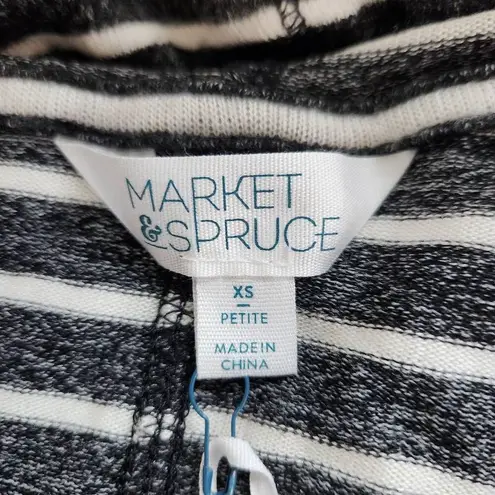 MARKET
& SPRUCE
XS
PETITE
MADE IN
CHINA